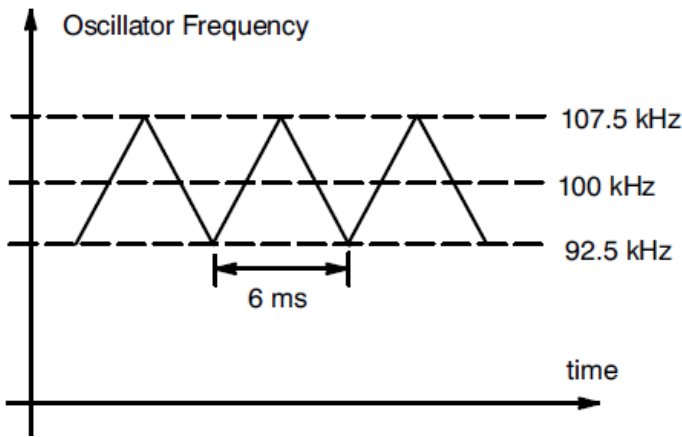 Oscillator Frequency
107.5 kHz
100 kHz
92.5 kHz
6 ms
time